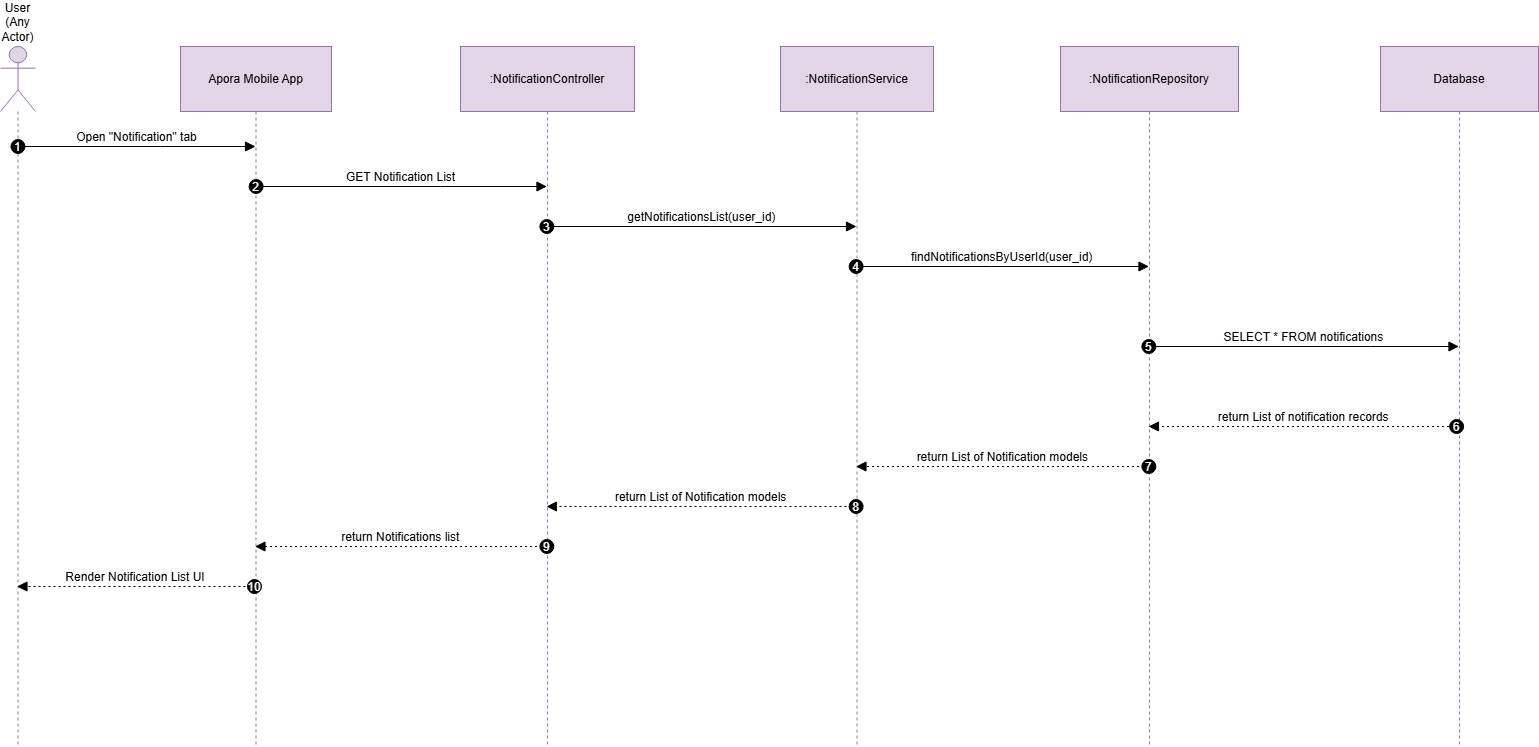 User
(Any
Actor)
Apora Mobile App
:NotificationController
:NotificationService
:NotificationRepository
Database
1
Open "Notification" tab
2
GET Notification List
3
getNotificationsList(user_id)
4
findNotificationsByUserId(user_id)
5
SELECT * FROM notifications
return List of notification records
6
return List of Notification models
7
return List of Notification models
8
return Notifications list
9
Render Notification List UI
10